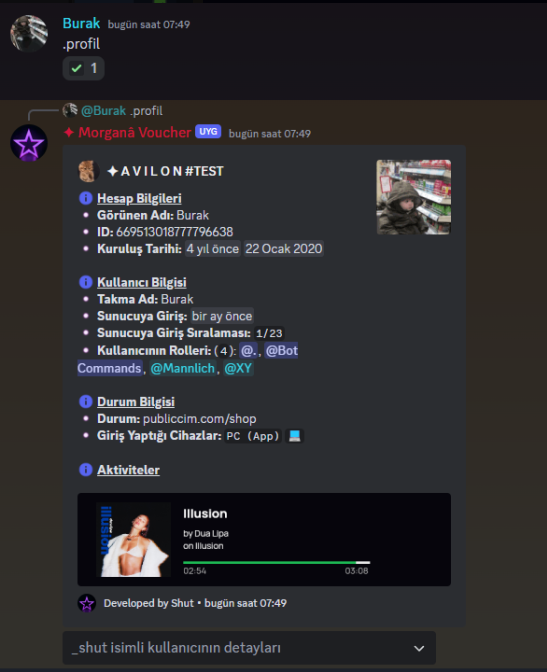 Burak bugün saat 07:49
.profil
1
@Burak .profil
✦ Morganâ Voucher UYG bugün saat 07:49
✦ A V I L O N #TEST
Hesap Bilgileri
• Görünen Adı: Burak
• ID: 669513018777796638
• Kuruluş Tarihi: 4 yıl önce 22 Ocak 2020
Kullanıcı Bilgisi
• Takma Ad: Burak
• Sunucuya Giriş: bir ay önce
• Sunucuya Giriş Sıralaması: 1/23
• Kullanıcının Rolleri: (4): @., @Bot
Commands, @Mannlich, @XY
Durum Bilgisi
• Durum: publiccim.com/shop
• Giriş Yaptığı Cihazlar: PC (App)
Aktiviteler
illusion
Illusion
by Dua Lipa
on Illusion
02:54 03:08
Developed by Shut • bugün saat 07:49
_shut isimli kullanıcının detayları